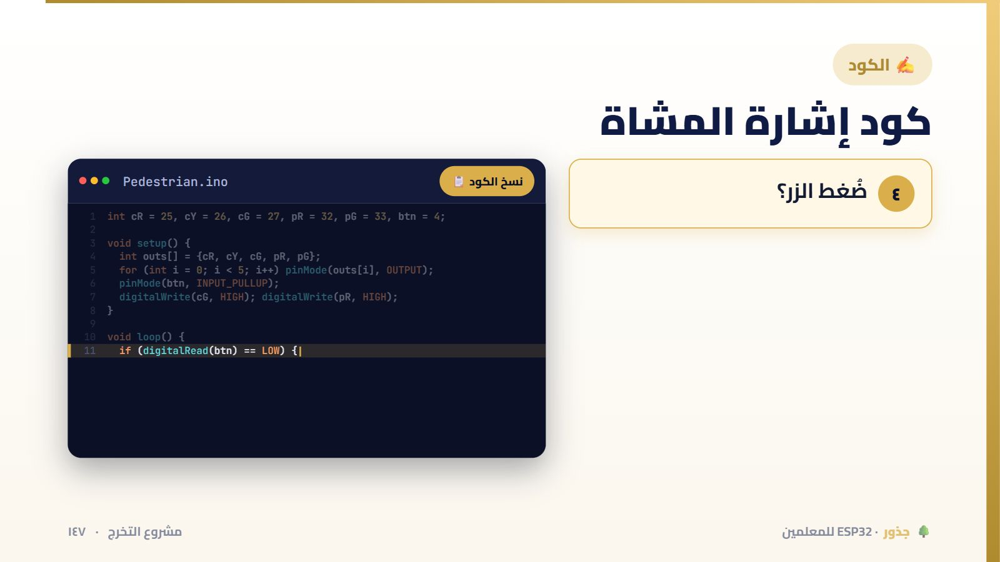 ✍️ الكود
كود إشارة المشاة
٤ ضُغط الزر؟
Pedestrian.ino
نسخ الكود 📋
1 int cR = 25, cY = 26, cG = 27, pR = 32, pG = 33, btn = 4;
2
3 void setup() {
4   int outs[] = {cR, cY, cG, pR, pG};
5   for (int i = 0; i < 5; i++) pinMode(outs[i], OUTPUT);
6   pinMode(btn, INPUT_PULLUP);
7   digitalWrite(cG, HIGH); digitalWrite(pR, HIGH);
8 }
9
10 void loop() {
11   if (digitalRead(btn) == LOW) {
🌳 جذور · ESP32 للمعلمين
مشروع التخرج · ١٤٧